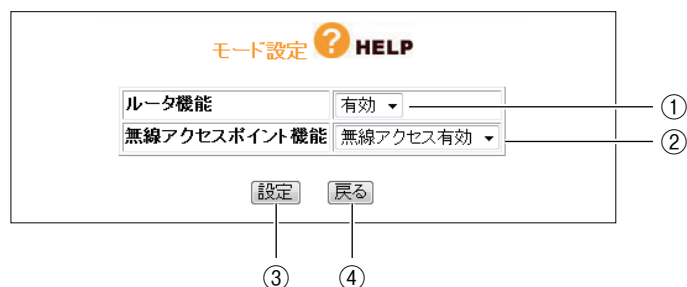 モード設定 ? HELP
ルータ機能 有効 ①
無線アクセスポイント機能 無線アクセス有効 ②
設定 戻る
③ ④